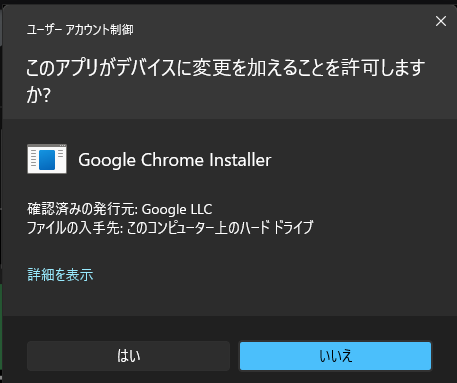 ユーザー アカウント制御
このアプリがデバイスに変更を加えることを許可します
か?
Google Chrome Installer
確認済みの発行元: Google LLC
ファイルの入手先: このコンピューター上のハード ドライブ
詳細を表示
はい
いいえ